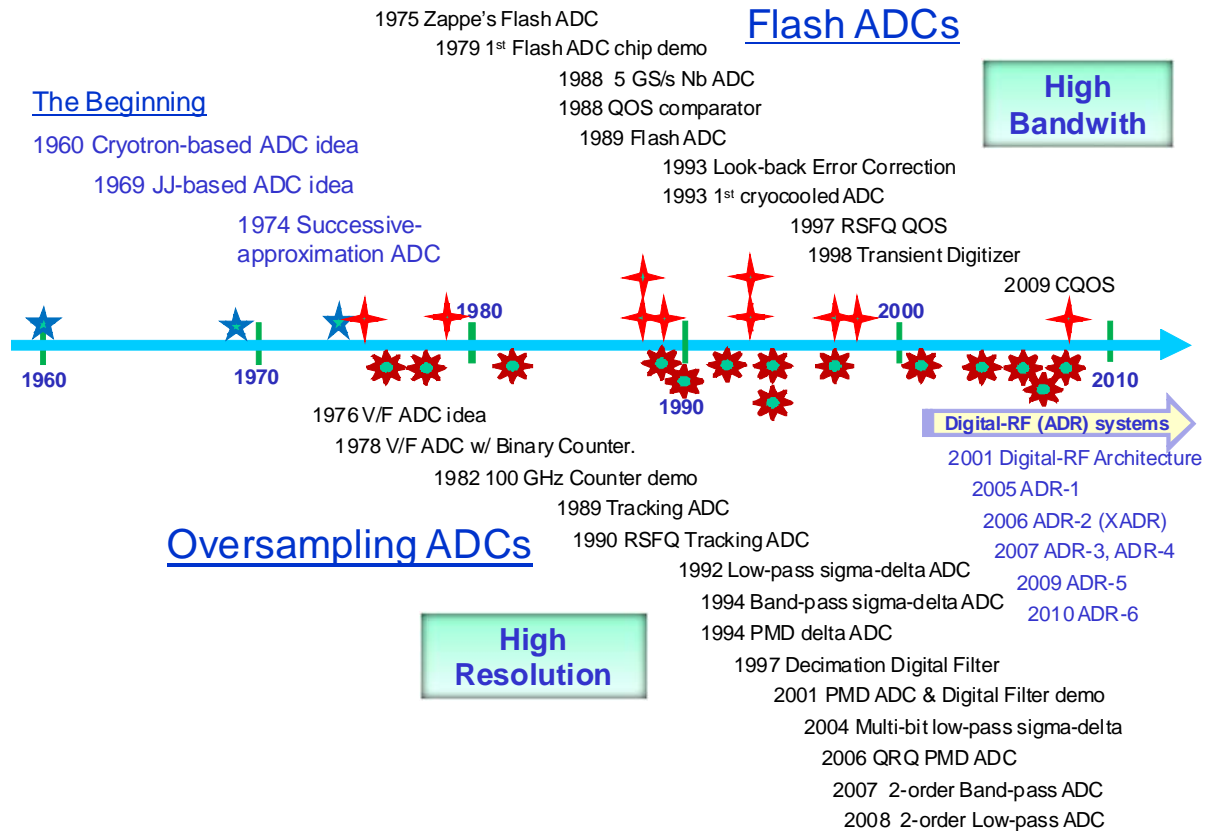 1975 Zappe's Flash ADC
Flash ADCs
1979 1st Flash ADC chip demo
1988 5 GS/s Nb ADC
1988 QOS comparator
1989 Flash ADC
High
Bandwith
The Beginning
1960 Cryotron-based ADC idea
1969 JJ-based ADC idea
1974 Successive-
approximation ADC
1993 Look-back Error Correction
1993 1st cryocooled ADC
1997 RSFQ QOS
1998 Transient Digitizer
2009 CQOS
1980
2000
1960
1970
1990
2010
1976 V/F ADC idea
1978 V/F ADC w/ Binary Counter.
1982 100 GHz Counter demo
1989 Tracking ADC
1990 RSFQ Tracking ADC
Oversampling ADCs
1992 Low-pass sigma-delta ADC
1994 Band-pass sigma-delta ADC
1994 PMD delta ADC
1997 Decimation Digital Filter
2001 PMD ADC & Digital Filter demo
2004 Multi-bit low-pass sigma-delta
2006 QRQ PMD ADC
2007 2-order Band-pass ADC
2008 2-order Low-pass ADC
High
Resolution
Digital-RF (ADR) systems
2001 Digital-RF Architecture
2005 ADR-1
2006 ADR-2 (XADR)
2007 ADR-3, ADR-4
2009 ADR-5
2010 ADR-6